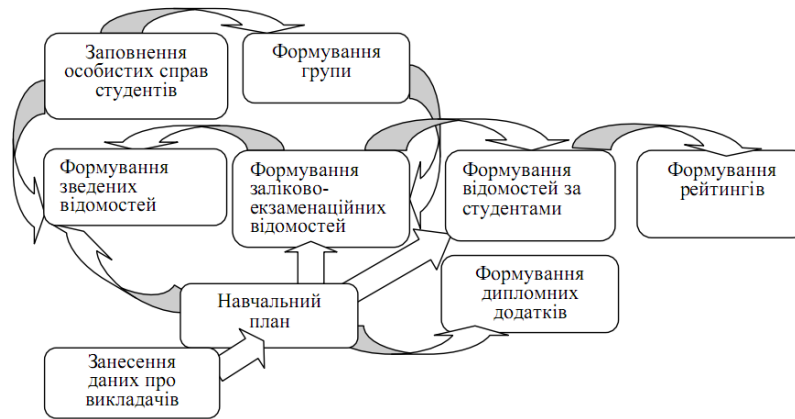 Заповнення
особистих справ
студентів
Формування
групи
Формування
зведених
відомостей
Формування
заліково-
екзаменаційних
відомостей
Формування
відомостей за
студентами
Формування
рейтингів
Навчальний
план
Формування
дипломних
додатків
Занесення
даних про
викладачів